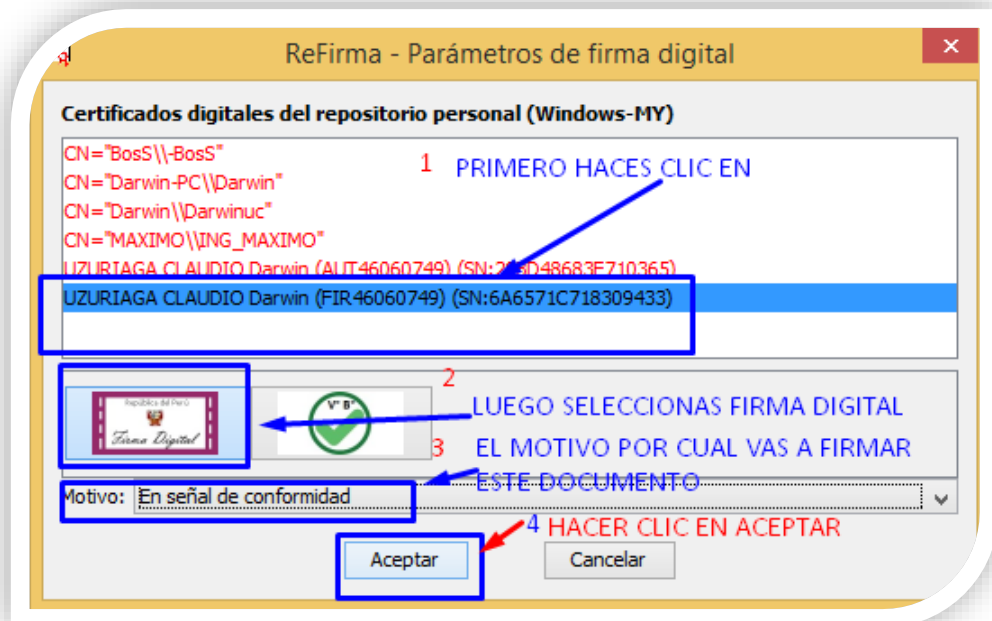 ReFirma - Parámetros de firma digital
Certificados digitales del repositorio personal (Windows-MY)
CN="BosS\\-BosS"
1 PRIMERO HACES CLIC EN
CN="Darwin-PC\\Darwin"
CN="Darwin\\Darwinuc"
CN="MAXIMO\\ING_MAXIMO"
UZURIAGA CLAUDIO Darwin (AUT46060749)
UZURIAGA CLAUDIO Darwin (FIR46060749) (SN:6A6571C718309433)
2
República del Perú
Firma Digital
V° B°
LUEGO SELECCIONAS FIRMA DIGITAL
3 EL MOTIVO POR CUAL VAS A FIRMAR
ESTE DOCUMENTO
Motivo: En señal de conformidad
4 HACER CLIC EN ACEPTAR
Aceptar Cancelar